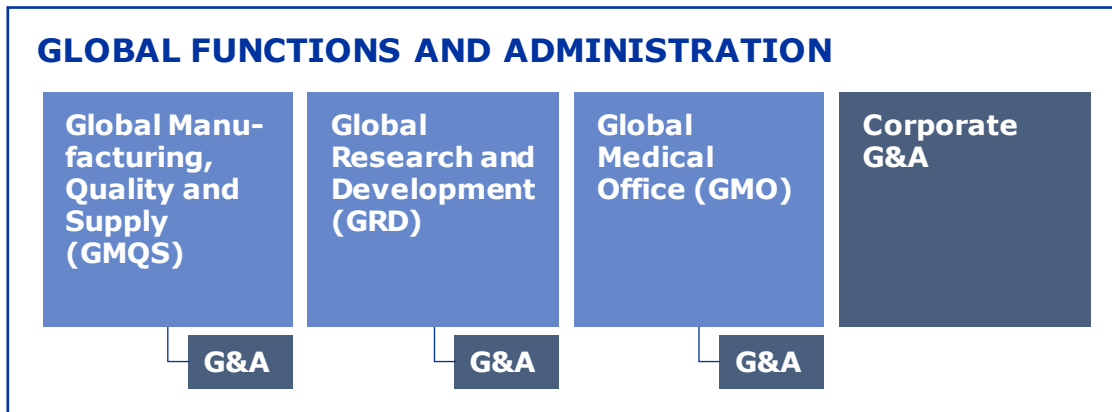 GLOBAL FUNCTIONS AND ADMINISTRATION
Global Manu-
facturing,
Quality and
Supply
(GMQS)
Global
Research and
Development
(GRD)
Global
Medical
Office (GMO)
Corporate
G&A
G&A
G&A
G&A